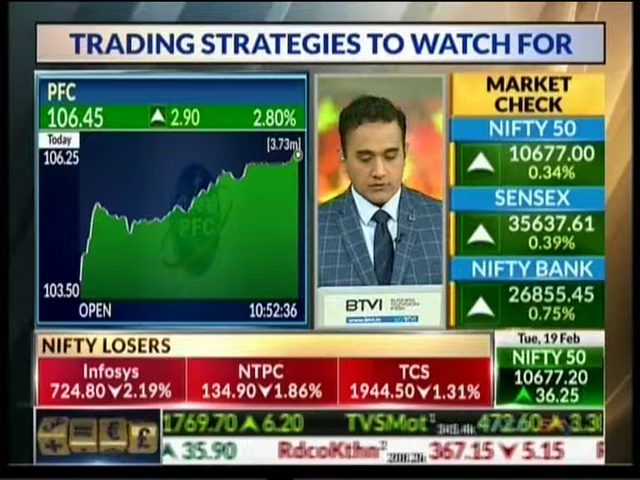 TRADING STRATEGIES TO WATCH FOR
PFC
106.45 ▲ 2.90 2.80%
Today
[3.73m]
106.25
PFC
103.50
OPEN 10:52:36
BTVI
MARKET
CHECK
NIFTY 50
10677.00
0.34%
SENSEX
35637.61
0.39%
NIFTY BANK
26855.45
0.75%
NIFTY LOSERS
Infosys
724.80▼2.19%
NTPC
134.90▼1.86%
TCS
1944.50▼1.31%
Tue, 19 Feb
NIFTY 50
10677.20
▲ 36.25
1769.70 ▲ 6.20 TVSMot 472.60 ▲ 3.3
▲ 35.90 RdcoKthn 367.15 ▼ 5.15